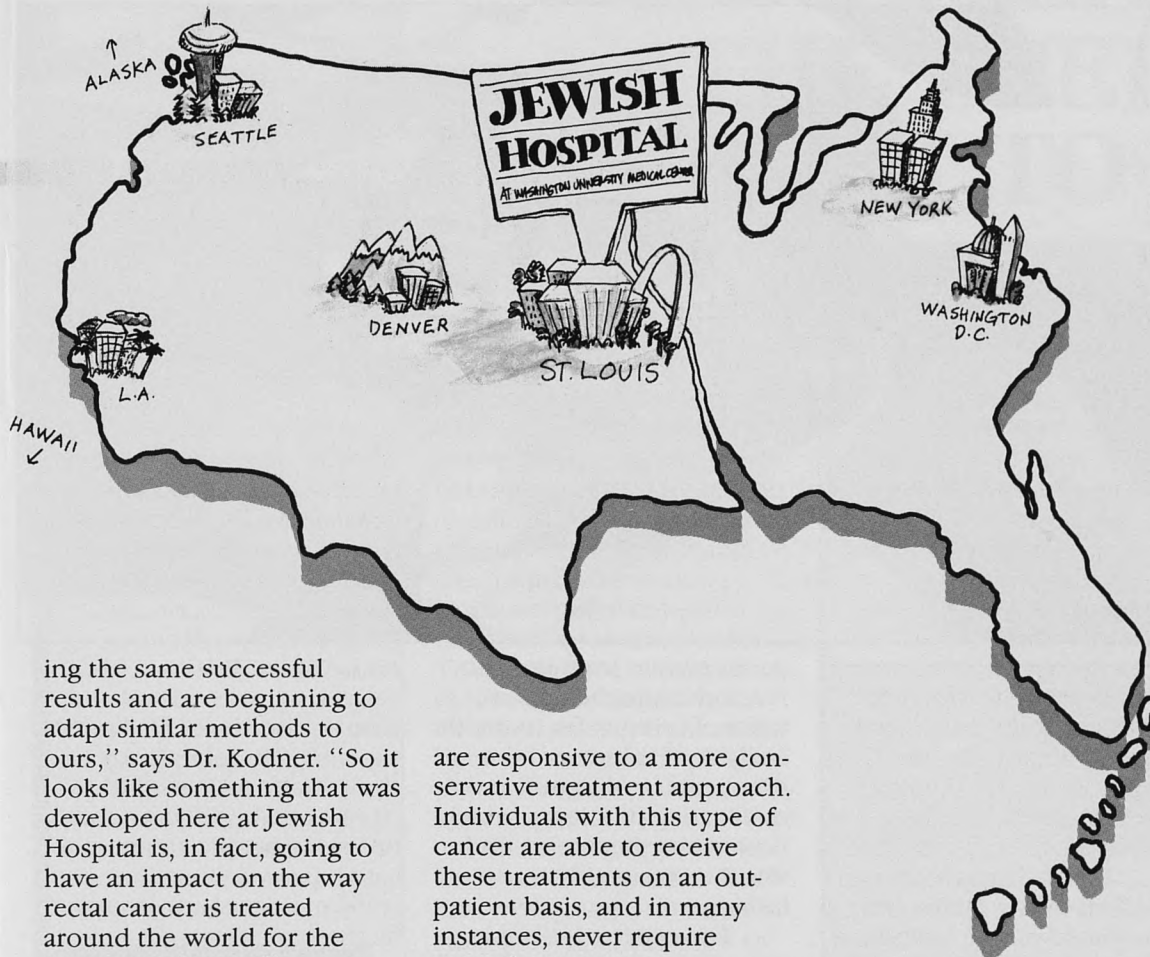 ALASKA
SEATTLE
JEWISH
HOSPITAL
AT WASHINGTON UNIVERSITY MEDICAL CENTER
NEW YORK
DENVER
WASHINGTON
D.C.
ST. LOUIS
L.A.
HAWAII
ing the same successful
results and are beginning to
adapt similar methods to
ours,’’ says Dr. Kodner. ‘‘So it
looks like something that was
developed here at Jewish
Hospital is, in fact, going to
have an impact on the way
rectal cancer is treated
around the world for the
are responsive to a more con-
servative treatment approach.
Individuals with this type of
cancer are able to receive
these treatments on an out-
patient basis, and in many
instances, never require